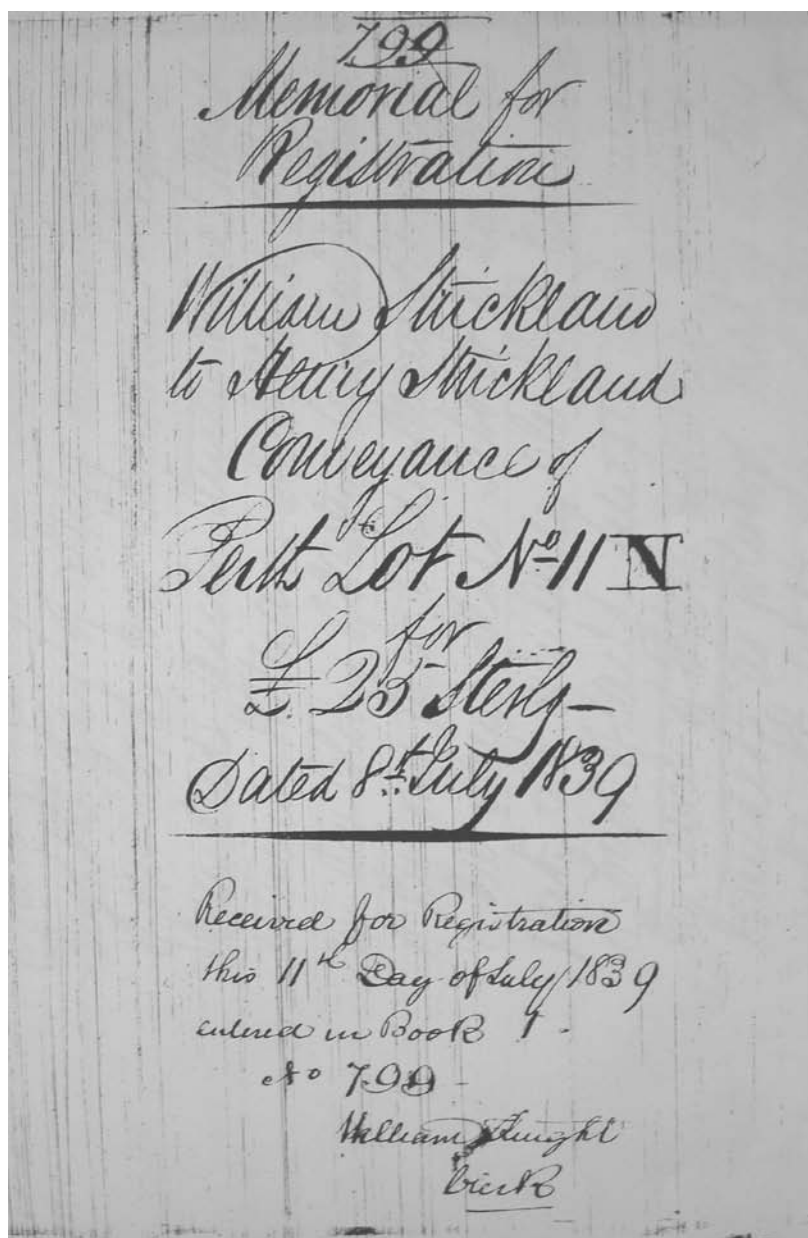 799
Memorial for
Registration
William Strickland
to Henry Strickland
Conveyance of
Perth Lot No 11 N
for
£25 Sterlg –
Dated 8th July 1839
Received for Registration
this 11th Day of July 1839
entered in Book 1 -
No 799 -
William Knight
Clerk